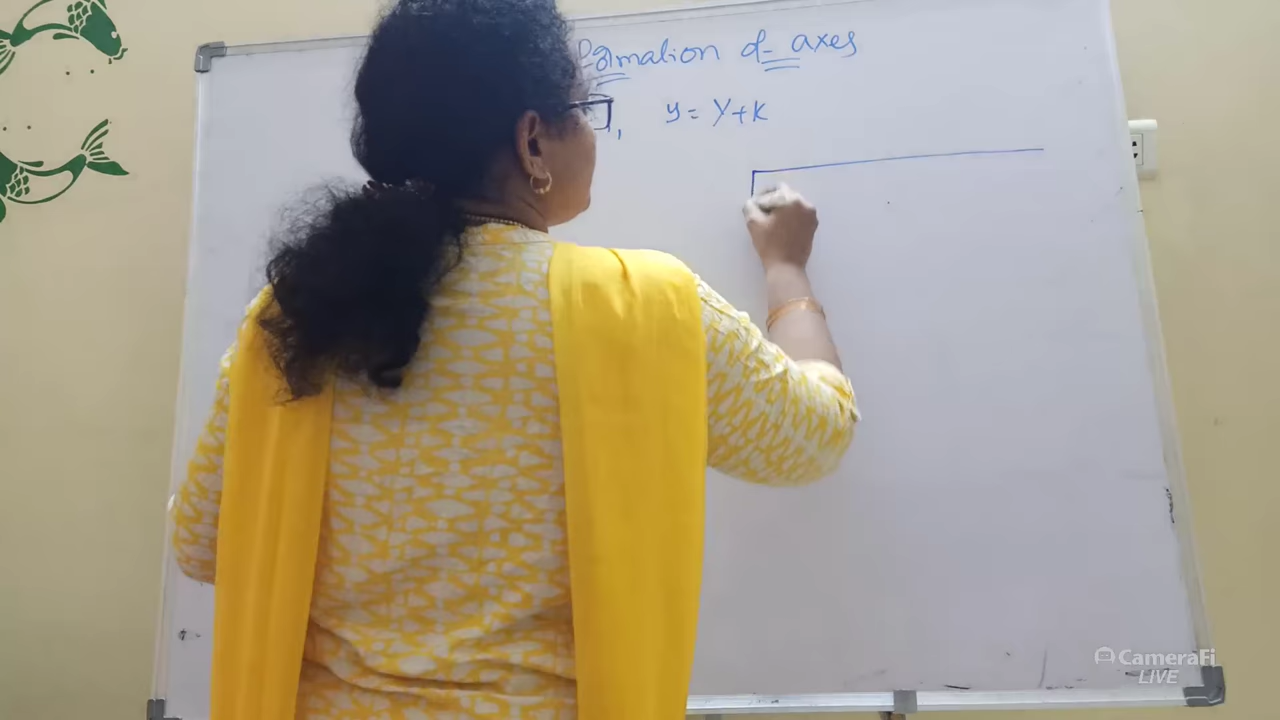 formation of axes
, y = Y+K
CameraFi
LIVE